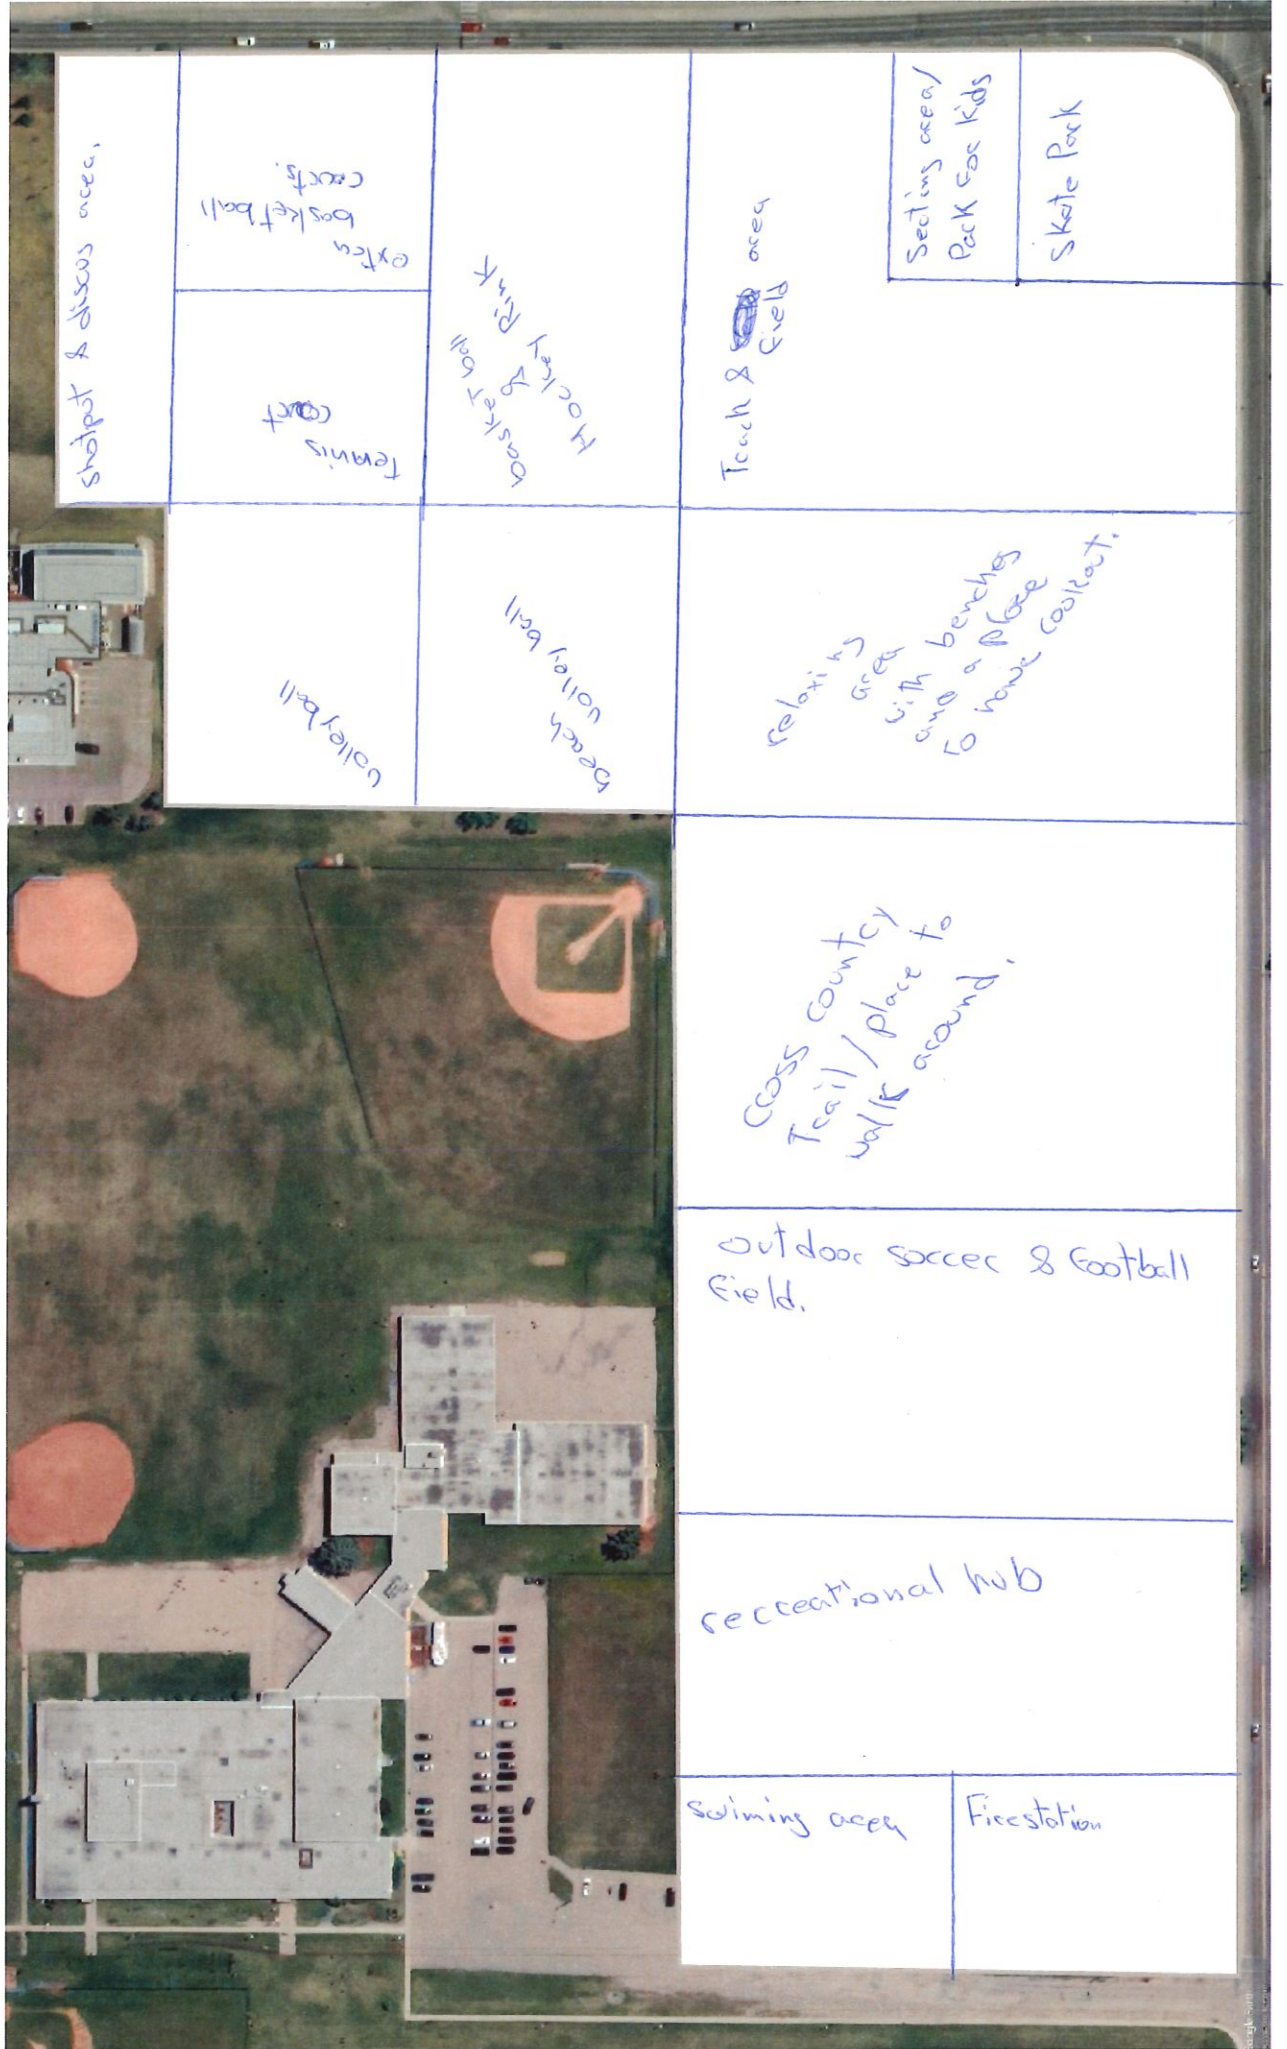 shotput & discus area.
extra
basketball
courts.
Tennis
court
basketball
&
Hockey Rink
Track & area
field
Seeting area/
Park For kids
Skate Park
volleyball
beach
volleyball
relaxing
area
with benches
and a place
to have cookout.
cross country
Trail / place to
walk around.
outdoor soccer & football
field.
recreational hub
swiming area
Firestation